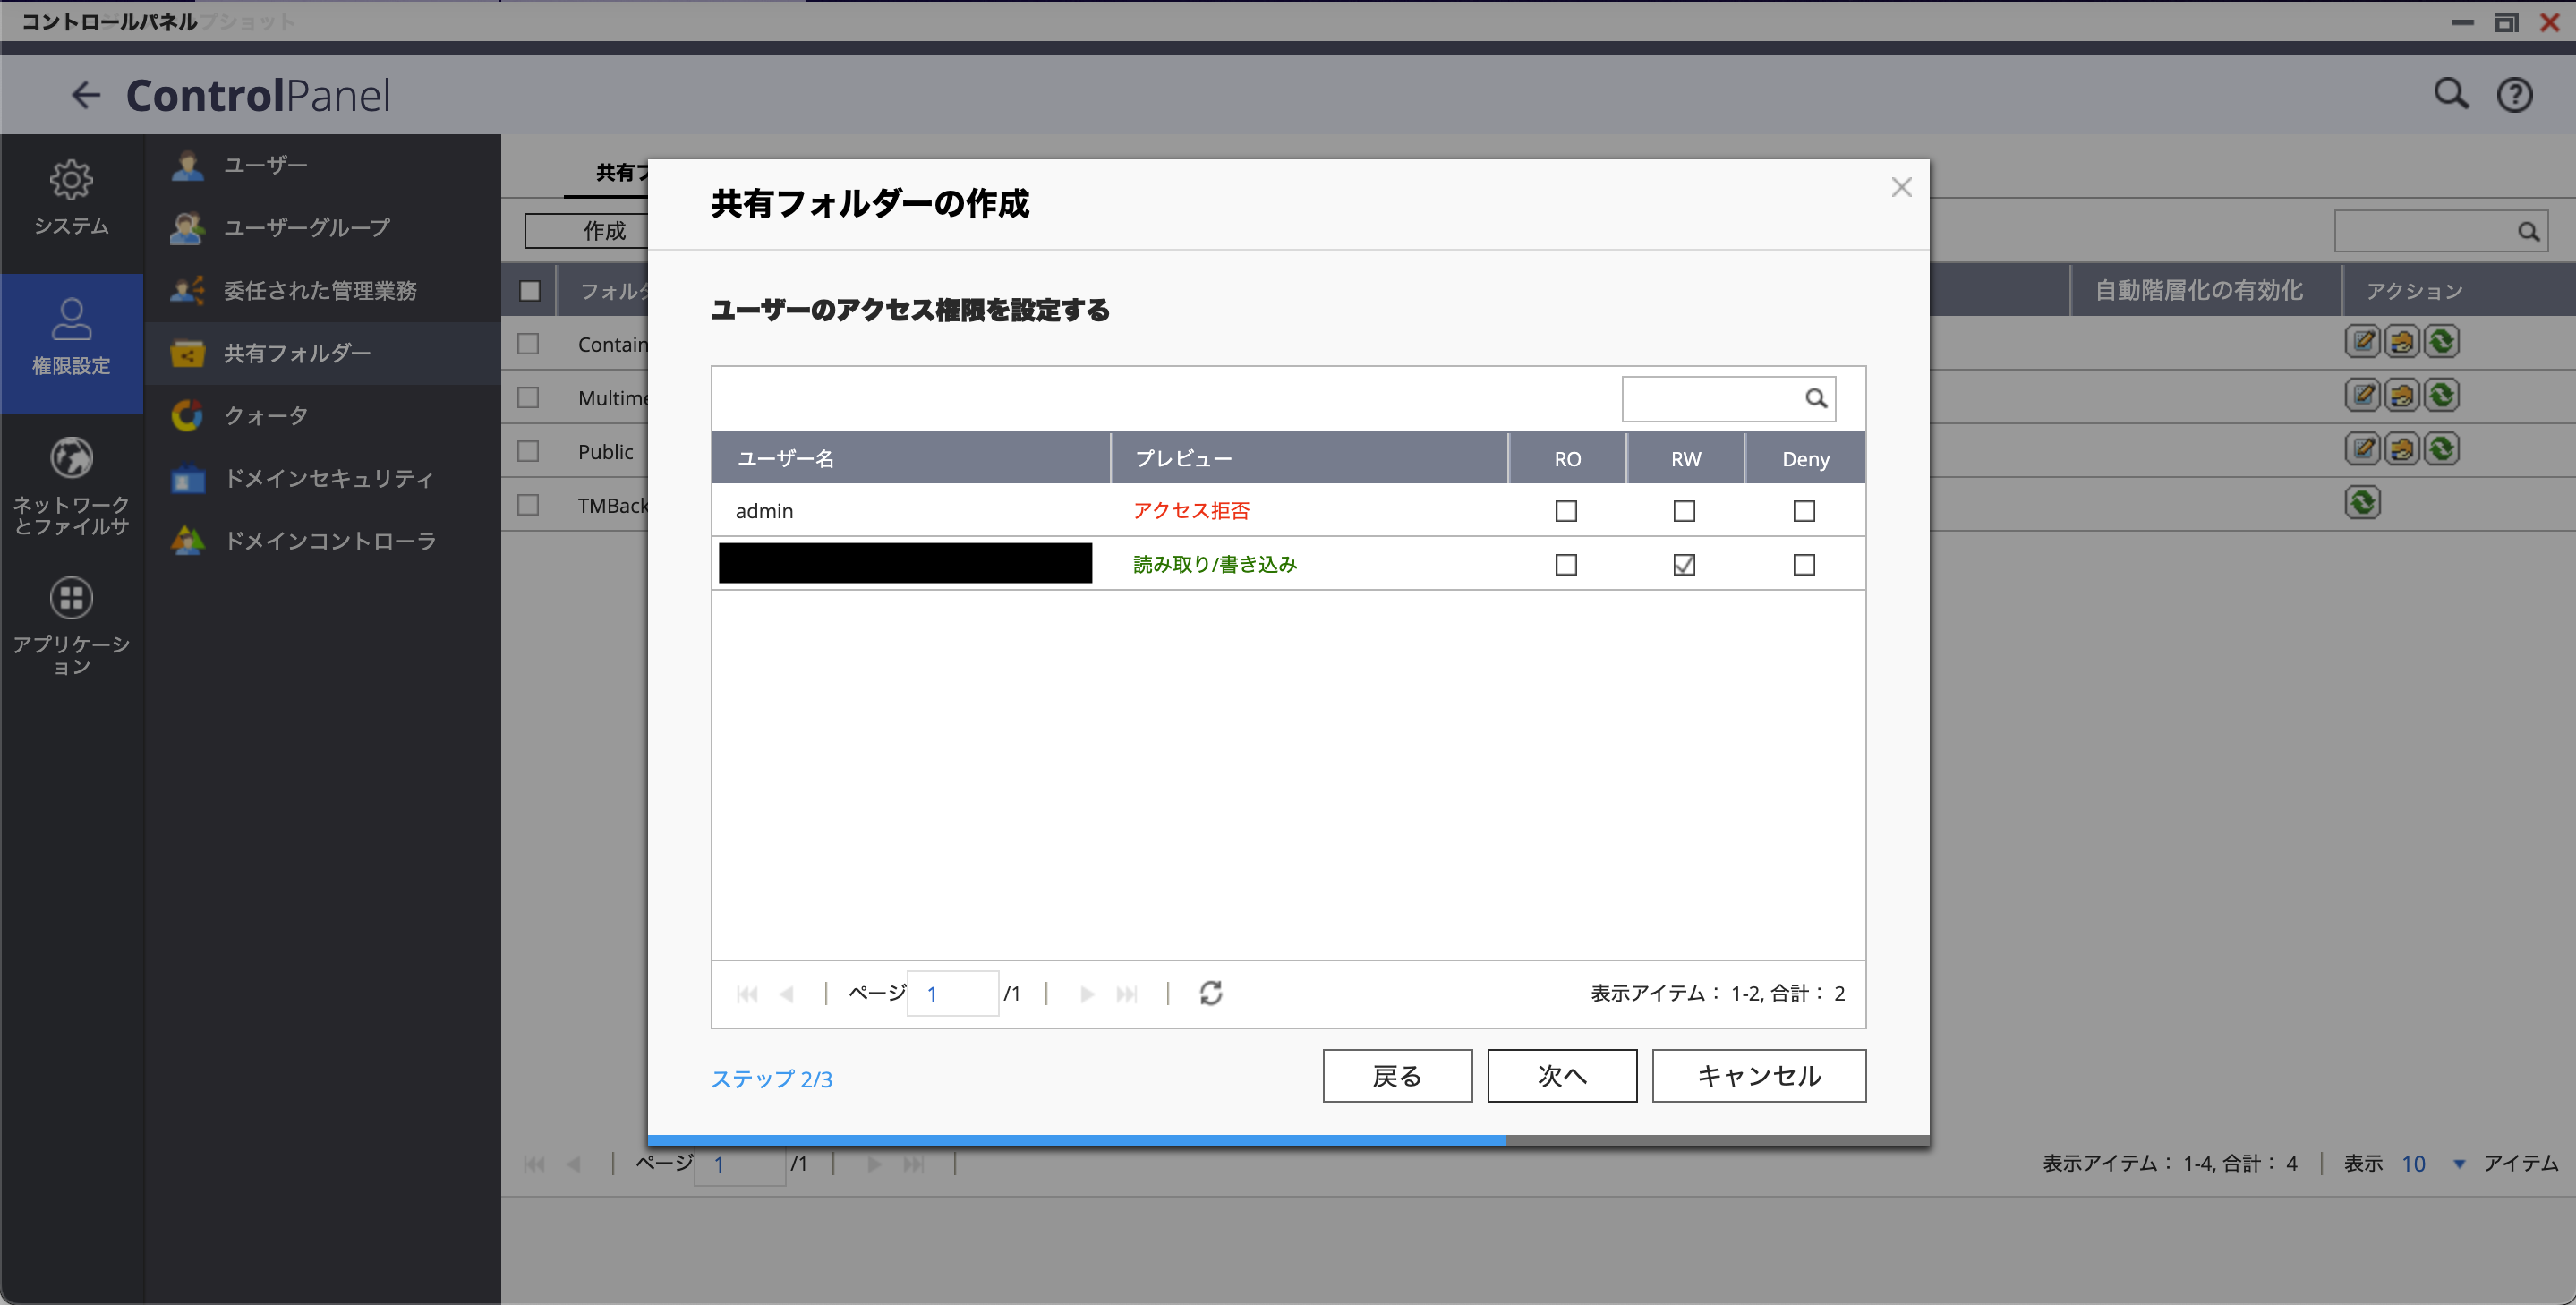 コントロールパネル
プショット
ControlPanel
システム
権限設定
ネットワーク
とファイルサ
アプリケーシ
ョン
ユーザー
ユーザーグループ
委任された管理業務
共有フォルダー
クォータ
ドメインセキュリティ
ドメインコントローラ
共有フ
作成
フォルダ
自動階層化の有効化
アクション
Contain
Multime
Public
TMBack
共有フォルダーの作成
ユーザーのアクセス権限を設定する
ユーザー名 プレビュー RO RW Deny
admin アクセス拒否
読み取り/書き込み
ページ 1 /1 表示アイテム： 1-2, 合計： 2
ステップ 2/3
戻る 次へ キャンセル
ページ 1 /1 表示アイテム： 1-4, 合計： 4 表示 10 アイテム